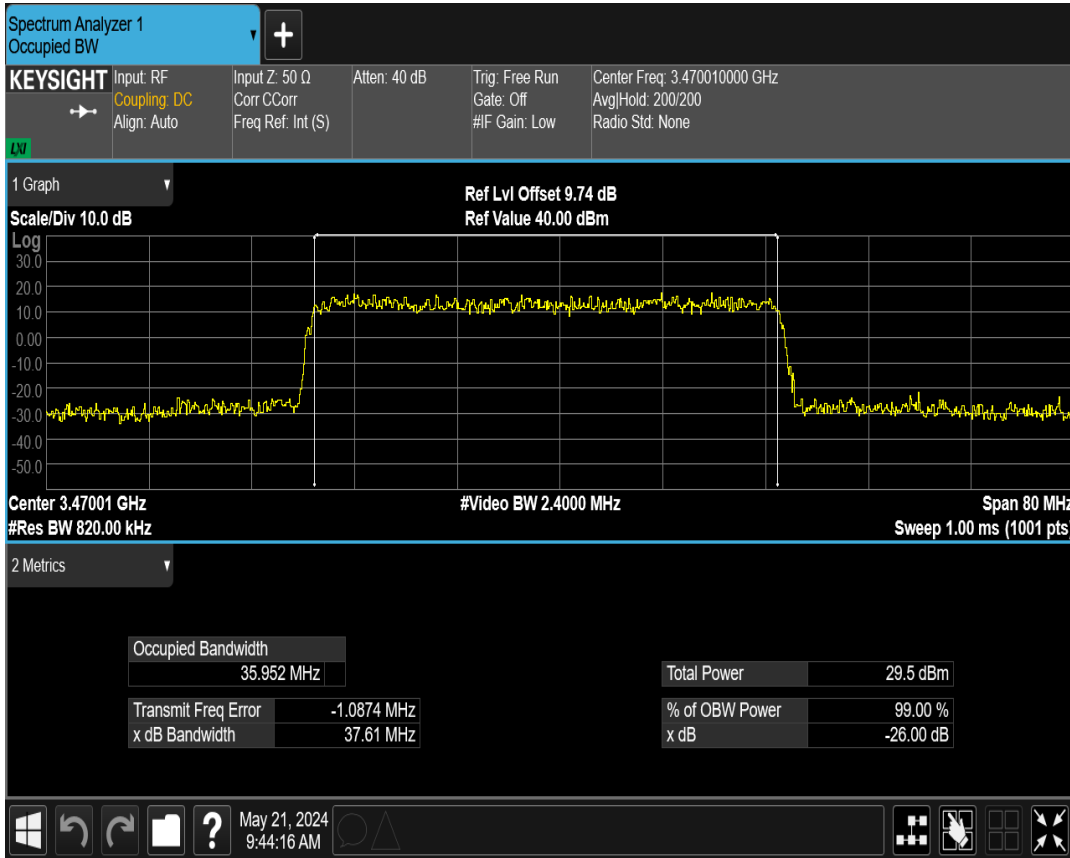 Spectrum Analyzer 1
Occupied BW
KEYSIGHT
LXI
Input: RF
Coupling: DC
Align: Auto
Input Z: 50 Ω
Corr CCorr
Freq Ref: Int (S)
Atten: 40 dB
Trig: Free Run
Gate: Off
#IF Gain: Low
Center Freq: 3.470010000 GHz
Avg|Hold: 200/200
Radio Std: None
1 Graph
Scale/Div 10.0 dB
Ref Lvl Offset 9.74 dB
Ref Value 40.00 dBm
Log
30.0
20.0
10.0
0.00
-10.0
-20.0
-30.0
-40.0
-50.0
Center 3.47001 GHz
#Video BW 2.4000 MHz
Span 80 MHz
#Res BW 820.00 kHz
Sweep 1.00 ms (1001 pts)
2 Metrics
Occupied Bandwidth
35.952 MHz
Total Power 29.5 dBm
Transmit Freq Error -1.0874 MHz
% of OBW Power 99.00 %
x dB Bandwidth 37.61 MHz
x dB -26.00 dB
?
May 21, 2024
9:44:16 AM